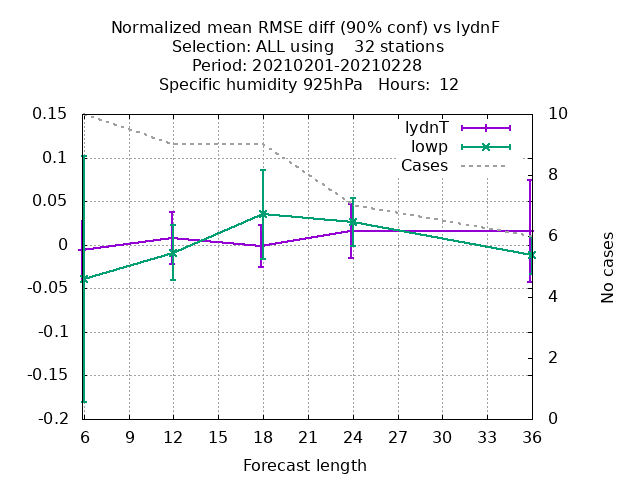 Normalized mean RMSE diff (90% conf) vs lydnF
Selection: ALL using    32 stations
Period: 20210201-20210228
Specific humidity 925hPa   Hours:  12
lydnT
lowp
Cases
0.15
0.1
0.05
0
-0.05
-0.1
-0.15
-0.2
10
8
6
4
2
0
No cases
6 9 12 15 18 21 24 27 30 33 36
Forecast length